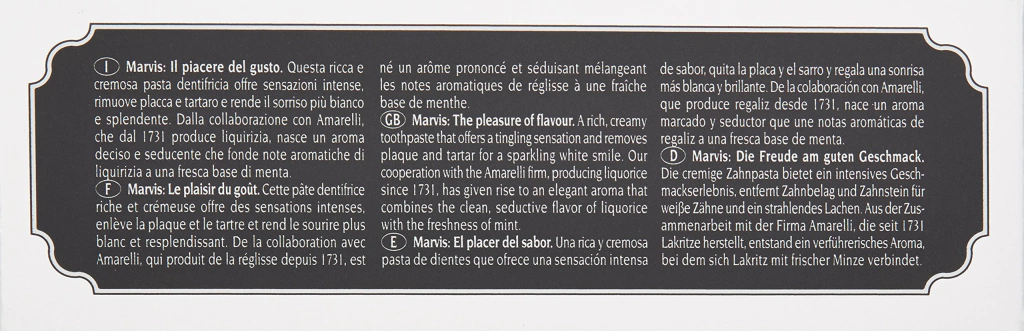 I Marvis: Il piacere del gusto. Questa ricca e
cremosa pasta dentificia offre sensazioni intense,
rimuove placca e tartaro e rende il sorriso più bianco
e splendente. Dalla collaborazione con Amarelli,
che dal 1731 produce liquirizia, nasce un aroma
deciso e seducente che fonde note aromatiche di
liquirizia a una fresca base di menta.
F Marvis: Le plaisir du goût. Cette pâte dentifrice
riche et crémeuse offre des sensations intenses,
enlève la plaque et le tartre et rend le sourire plus
blanc et resplendissant. De la collaboration avec
Amarelli, qui produit de la réglisse depuis 1731, est
né un arôme prononcé et séduisant mélangeant
les notes aromatiques de réglisse à une fraîche
base de menthe.
GB Marvis: The pleasure of flavour. A rich, creamy
toothpaste that offers a tingling sensation and removes
plaque and tartar for a sparkling white smile. Our
cooperation with the Amarelli firm, producing liquorice
since 1731, has given rise to an elegant aroma that
combines the clean, seductive flavor of liquorice
with the freshness of mint.
E Marvis: El placer del sabor. Una rica y cremosa
pasta de dientes que ofrece una sensación intensa
de sabor, quita la placa y el sarro y regala una sonrisa
más blanca y brillante. De la colaboración con Amarelli,
que produce regaliz desde 1731, nace un aroma
marcado y seductor que une notas aromáticas de
regaliz a una fresca base de menta.
D Marvis: Die Freude am guten Geschmack.
Die cremige Zahnpasta bietet ein intensives Gesch-
mackserlebnis, entfernt Zahnbelag und Zahnstein für
weiße Zähne und ein strahlendes Lachen. Aus der Zus-
ammenarbeit mit der Firma Amarelli, die seit 1731
Lakritze herstellt, entstand ein verführerisches Aroma,
bei dem sich Lakritz mit frischer Minze verbindet.